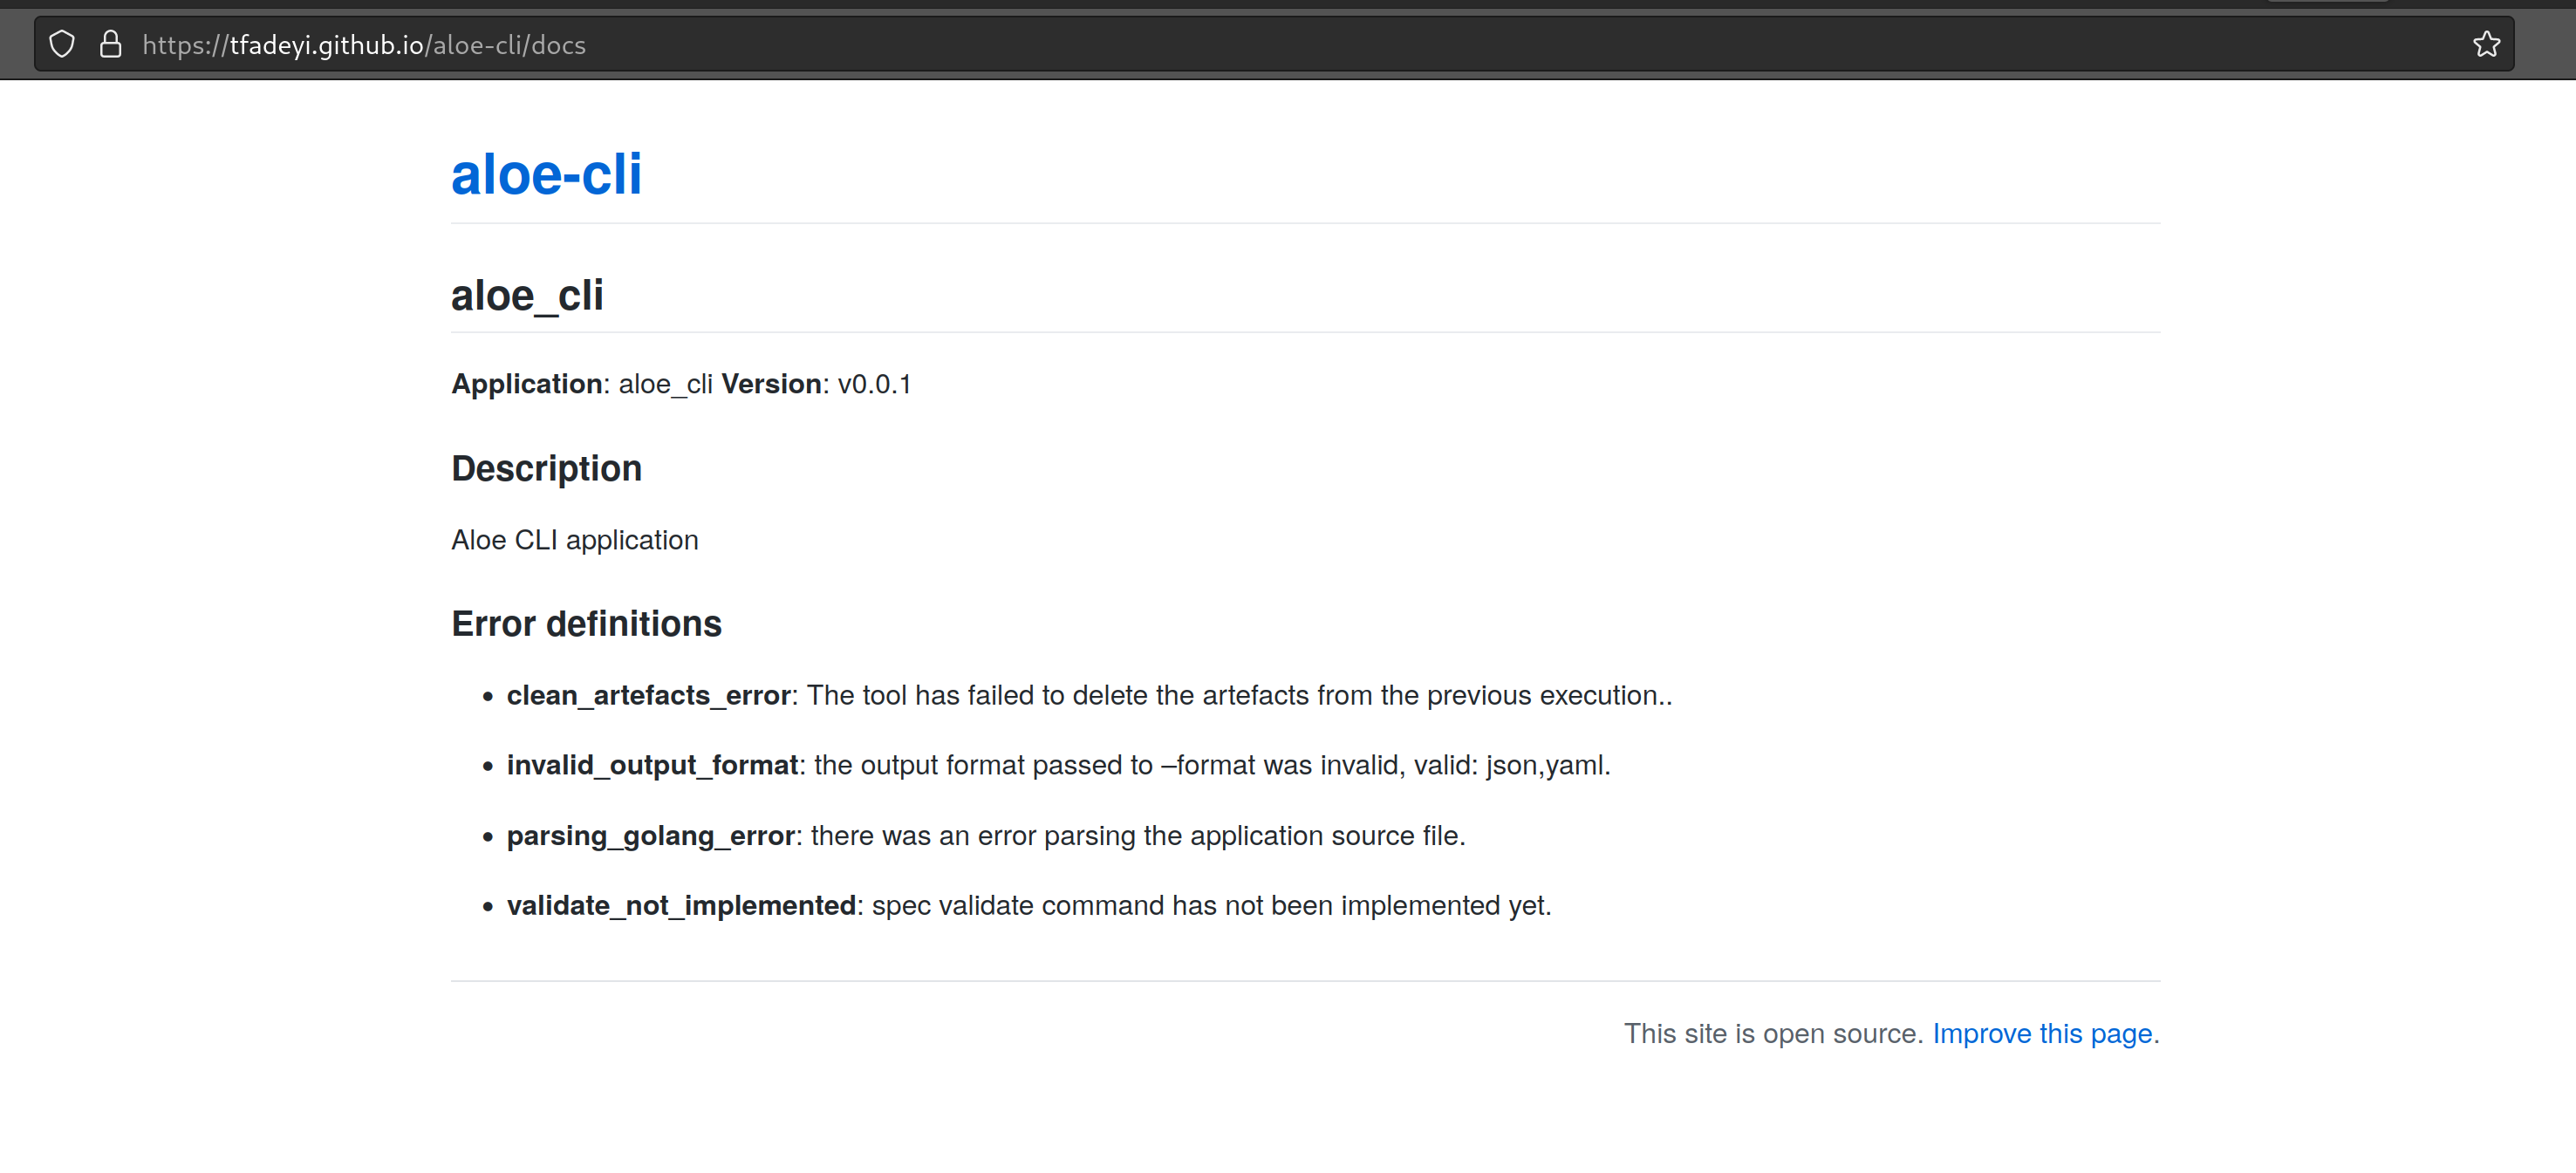 https://tfadeyi.github.io/aloe-cli/docs
aloe-cli
aloe_cli
Application: aloe_cli Version: v0.0.1
Description
Aloe CLI application
Error definitions
• clean_artefacts_error: The tool has failed to delete the artefacts from the previous execution..
• invalid_output_format: the output format passed to –format was invalid, valid: json,yaml.
• parsing_golang_error: there was an error parsing the application source file.
• validate_not_implemented: spec validate command has not been implemented yet.
This site is open source. Improve this page.